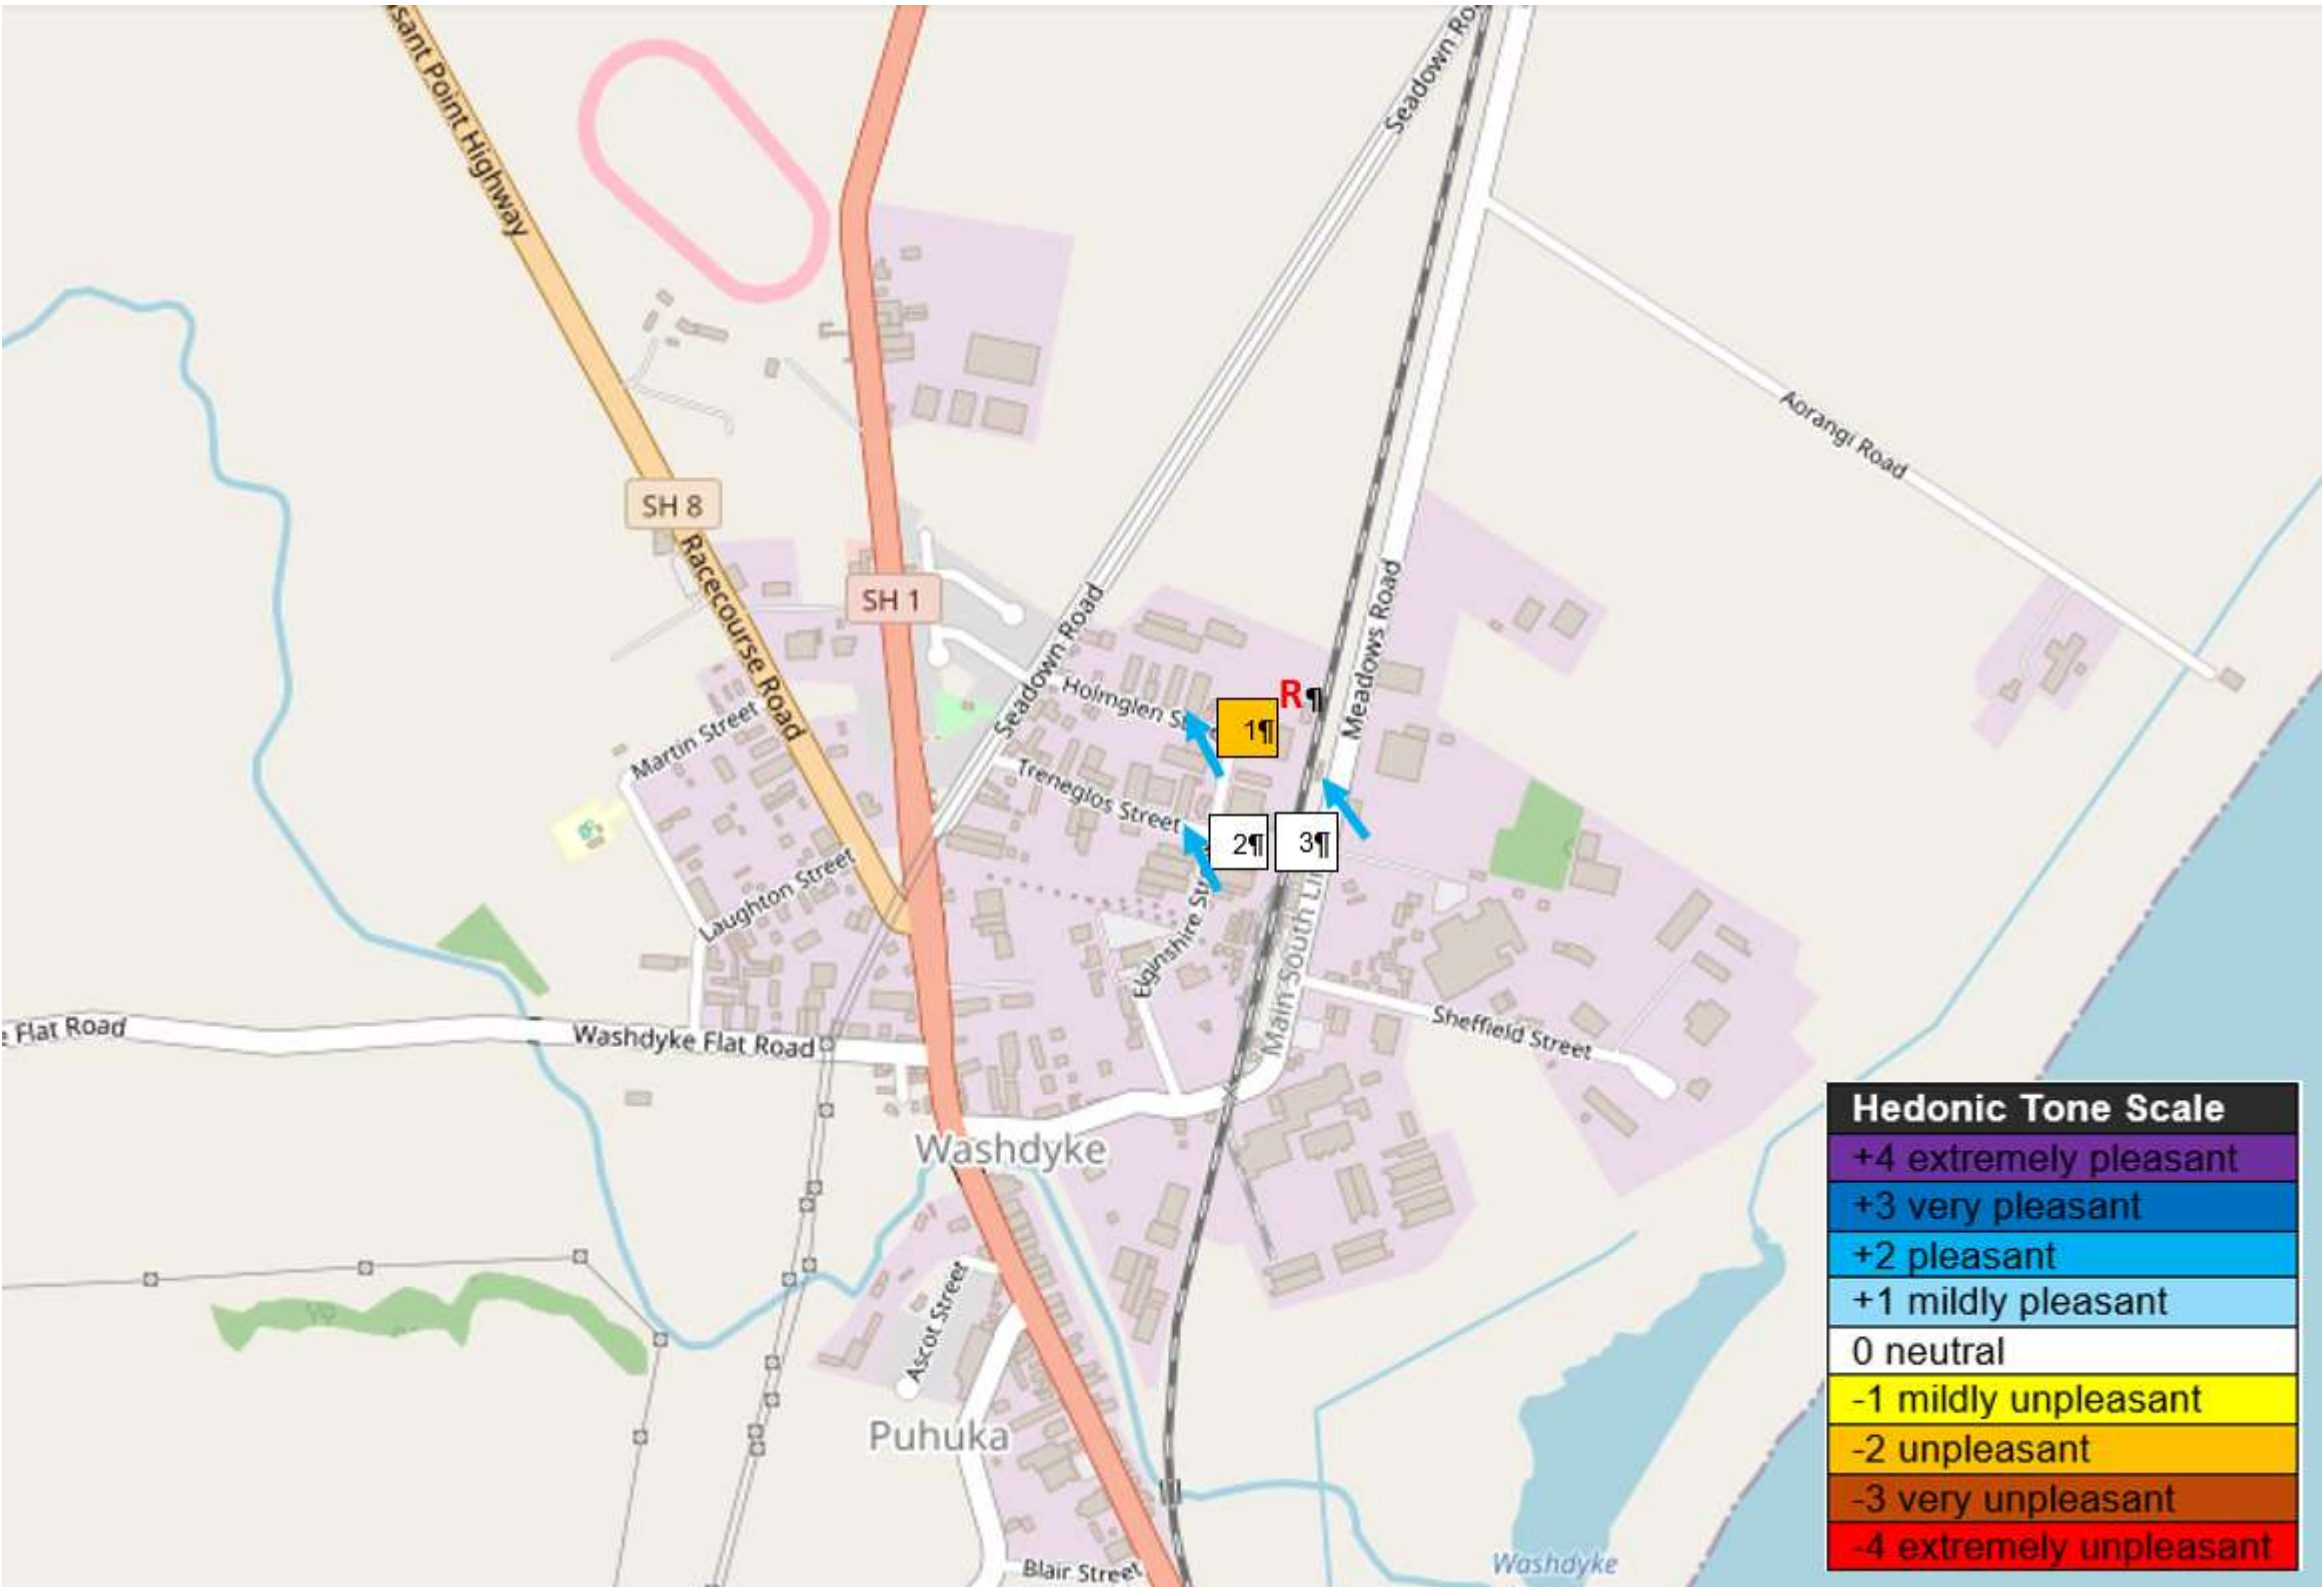 sant Point Highway
Seadown Ro
Aorangi Road
SH 8
Racecourse Road
SH 1
Seadown Road
Meadows Road
Holmglen S
R¶
1¶
Martin Street
Treneglos Street
2¶
3¶
Laughton Street
Elginshire Str
Main South Li
Sheffield Street
e Flat Road
Washdyke Flat Road
Washdyke
Ascot Street
Puhuka
Blair Street
Washdyke
Hedonic Tone Scale
+4 extremely pleasant
+3 very pleasant
+2 pleasant
+1 mildly pleasant
0 neutral
-1 mildly unpleasant
-2 unpleasant
-3 very unpleasant
-4 extremely unpleasant